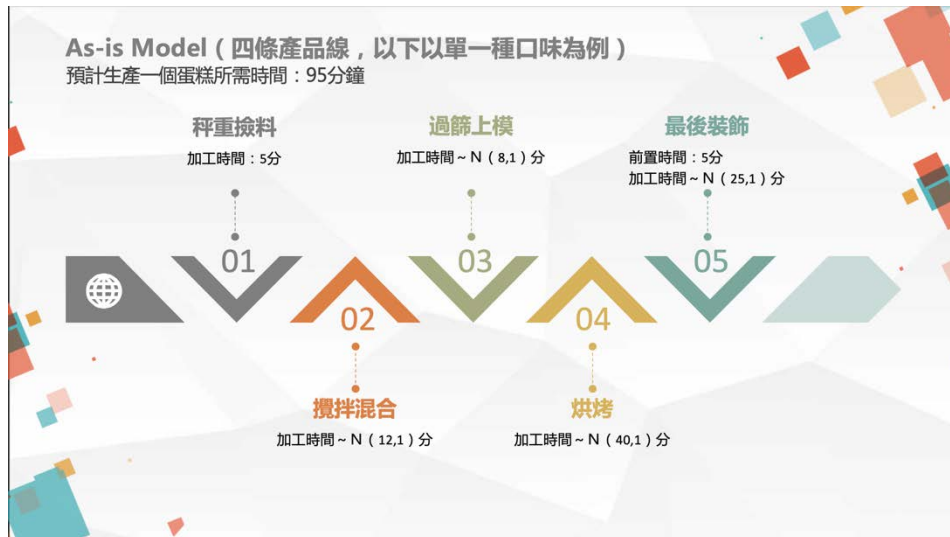 As-is Model（四條產品線，以下以單一種口味為例）
預計生產一個蛋糕所需時間：95分鐘
秤重撿料
加工時間：5分
01
攪拌混合
加工時間～N（12,1）分
02
過篩上模
加工時間～N（8,1）分
03
烘烤
加工時間～N（40,1）分
04
最後裝飾
前置時間：5分
加工時間～N（25,1）分
05